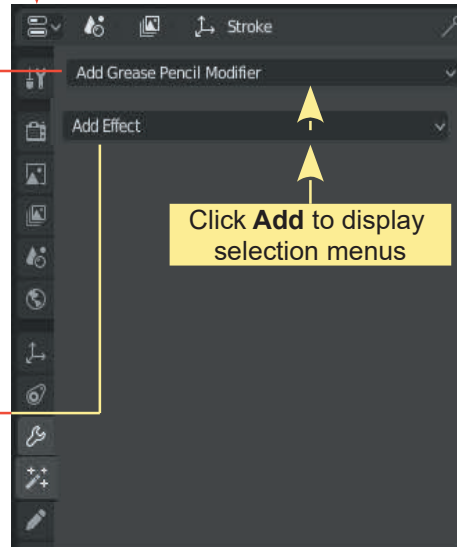 Stroke
Add Grease Pencil Modifier
Add Effect
Click Add to display
selection menus